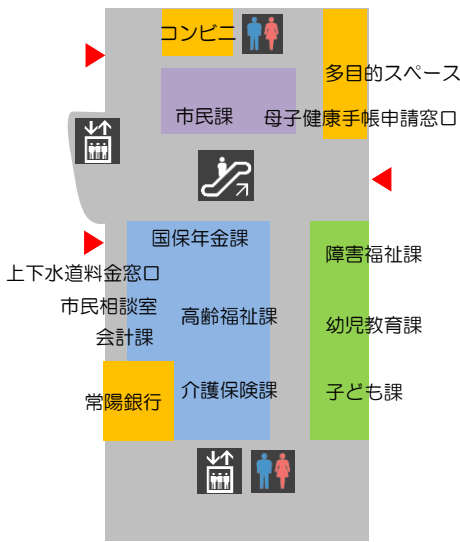 コンビニ
多目的スペース
市民課
母子健康手帳申請窓口
国保年金課
障害福祉課
上下水道料金窓口
市民相談室
高齢福祉課
幼児教育課
会計課
介護保険課
子ども課
常陽銀行